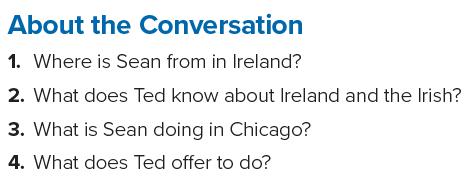 About the Conversation
1. Where is Sean from in Ireland?
2. What does Ted know about Ireland and the Irish?
3. What is Sean doing in Chicago?
4. What does Ted offer to do?